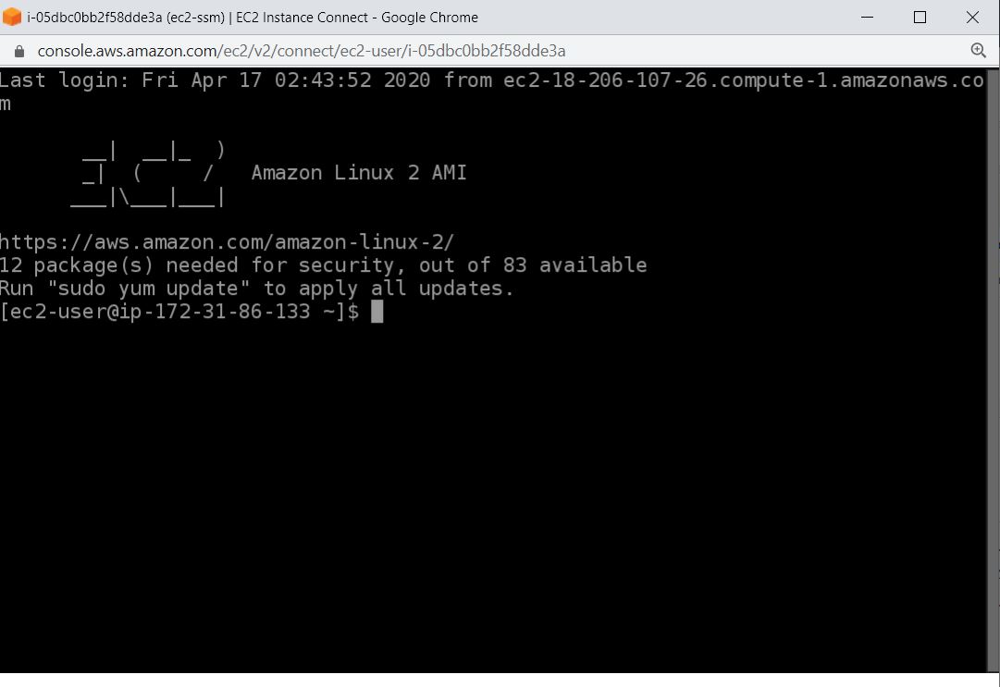 i-05dbc0bb2f58dde3a (ec2-ssm) | EC2 Instance Connect - Google Chrome
console.aws.amazon.com/ec2/v2/connect/ec2-user/i-05dbc0bb2f58dde3a
Last login: Fri Apr 17 02:43:52 2020 from ec2-18-206-107-26.compute-1.amazonaws.co
m
       __|  __|_  )
       _|  (     /   Amazon Linux 2 AMI
      ___|\___|___|
https://aws.amazon.com/amazon-linux-2/
12 package(s) needed for security, out of 83 available
Run "sudo yum update" to apply all updates.
[ec2-user@ip-172-31-86-133 ~]$